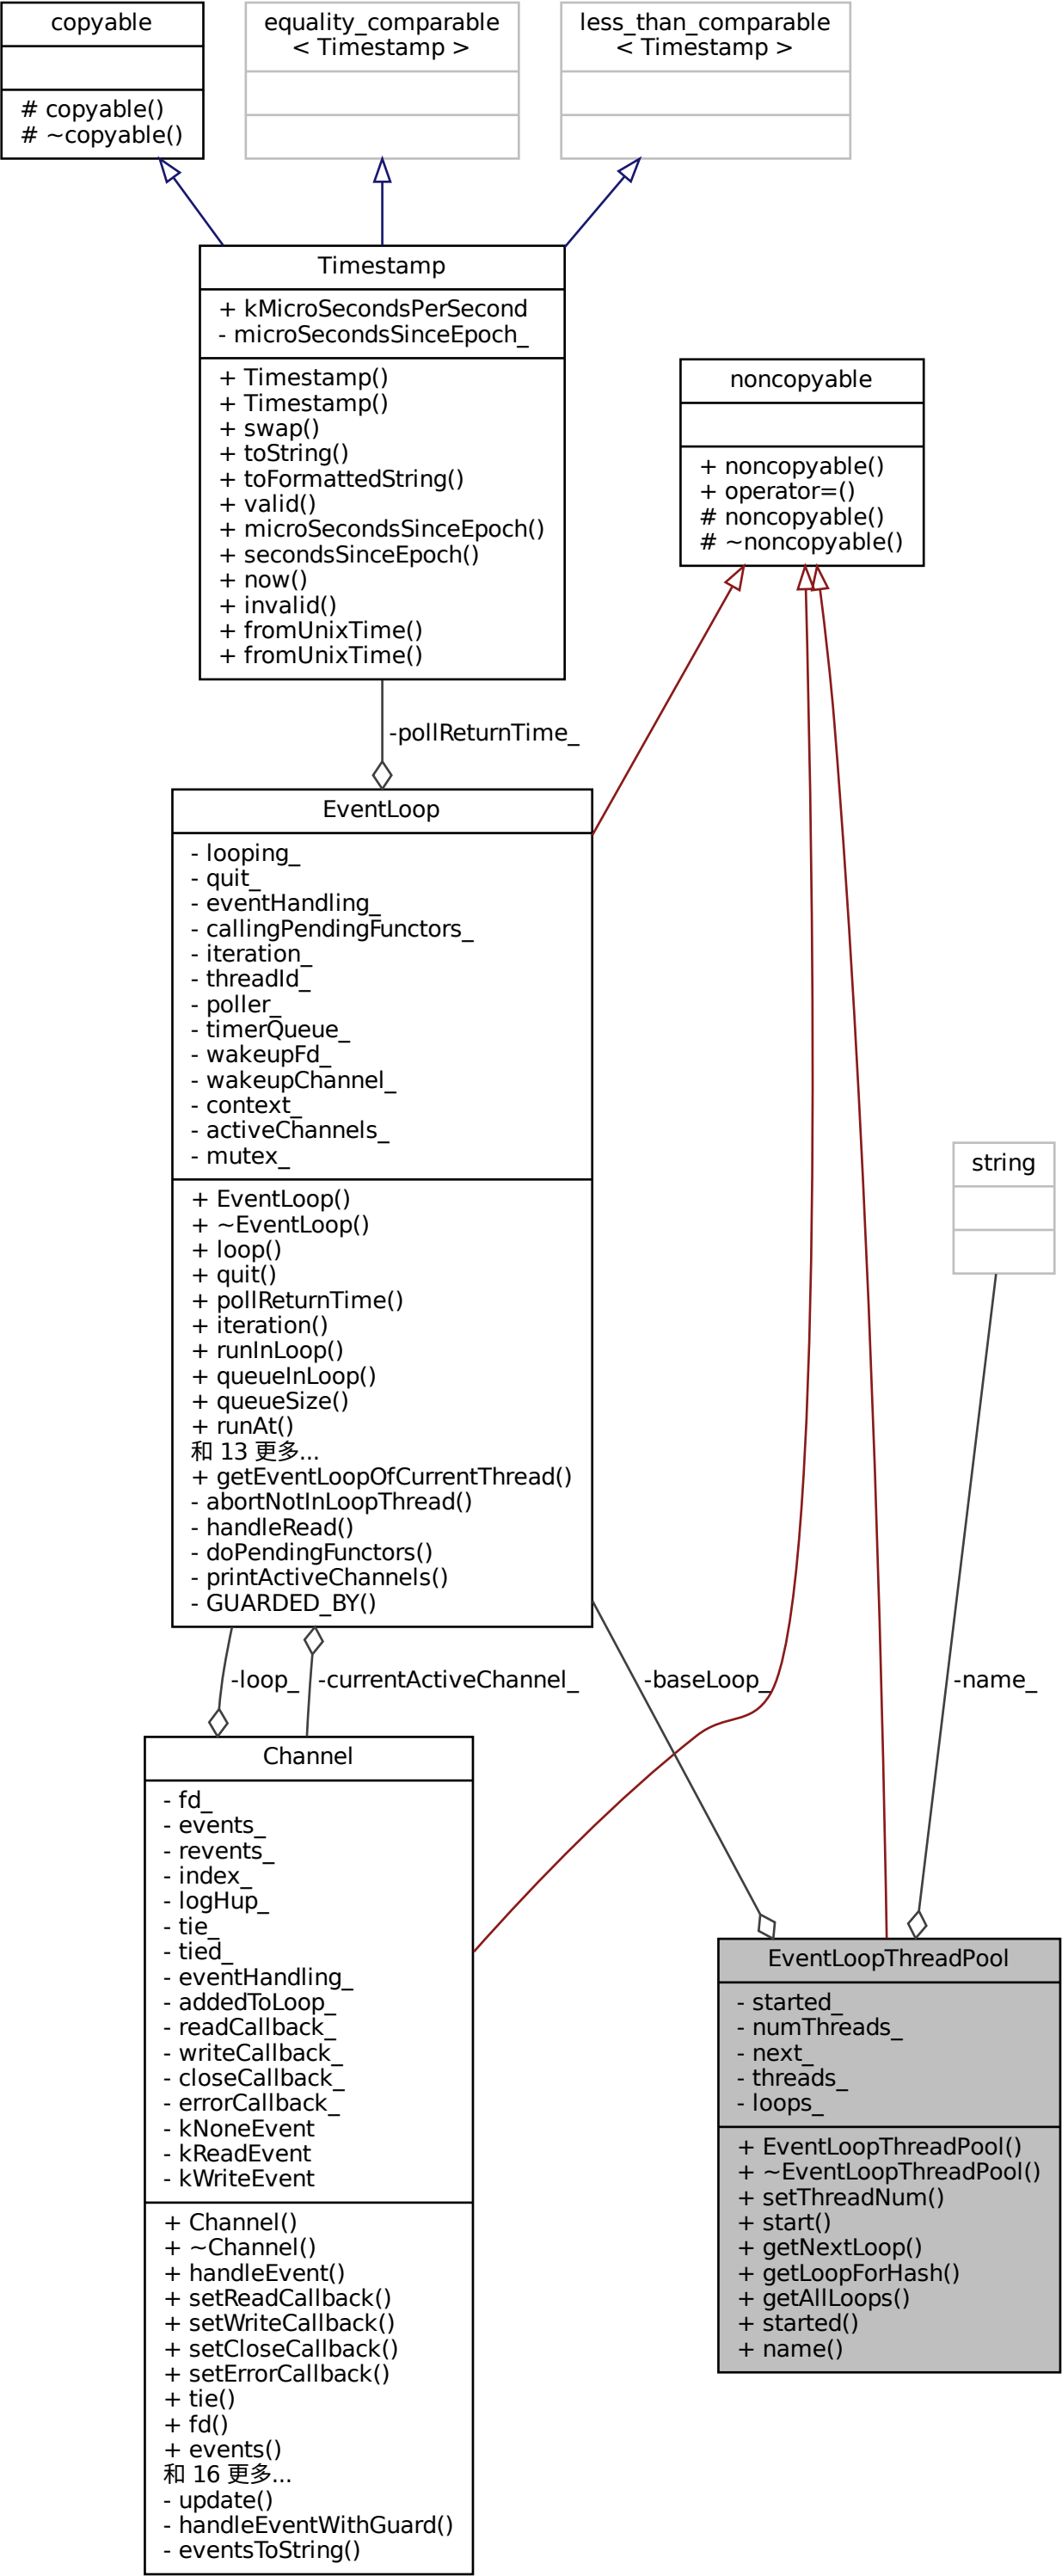 copyable
# copyable()
# ~copyable()
equality_comparable
< Timestamp >
less_than_comparable
< Timestamp >
Timestamp
+ kMicroSecondsPerSecond
- microSecondsSinceEpoch_
+ Timestamp()
+ Timestamp()
+ swap()
+ toString()
+ toFormattedString()
+ valid()
+ microSecondsSinceEpoch()
+ secondsSinceEpoch()
+ now()
+ invalid()
+ fromUnixTime()
+ fromUnixTime()
noncopyable
+ noncopyable()
+ operator=()
# noncopyable()
# ~noncopyable()
-pollReturnTime_
EventLoop
- looping_
- quit_
- eventHandling_
- callingPendingFunctors_
- iteration_
- threadId_
- poller_
- timerQueue_
- wakeupFd_
- wakeupChannel_
- context_
- activeChannels_
- mutex_
+ EventLoop()
+ ~EventLoop()
+ loop()
+ quit()
+ pollReturnTime()
+ iteration()
+ runInLoop()
+ queueInLoop()
+ queueSize()
+ runAt()
和 13 更多...
+ getEventLoopOfCurrentThread()
- abortNotInLoopThread()
- handleRead()
- doPendingFunctors()
- printActiveChannels()
- GUARDED_BY()
string
-loop_
-currentActiveChannel_
-baseLoop_
-name_
Channel
- fd_
- events_
- revents_
- index_
- logHup_
- tie_
- tied_
- eventHandling_
- addedToLoop_
- readCallback_
- writeCallback_
- closeCallback_
- errorCallback_
- kNoneEvent
- kReadEvent
- kWriteEvent
+ Channel()
+ ~Channel()
+ handleEvent()
+ setReadCallback()
+ setWriteCallback()
+ setCloseCallback()
+ setErrorCallback()
+ tie()
+ fd()
+ events()
和 16 更多...
- update()
- handleEventWithGuard()
- eventsToString()
EventLoopThreadPool
- started_
- numThreads_
- next_
- threads_
- loops_
+ EventLoopThreadPool()
+ ~EventLoopThreadPool()
+ setThreadNum()
+ start()
+ getNextLoop()
+ getLoopForHash()
+ getAllLoops()
+ started()
+ name()